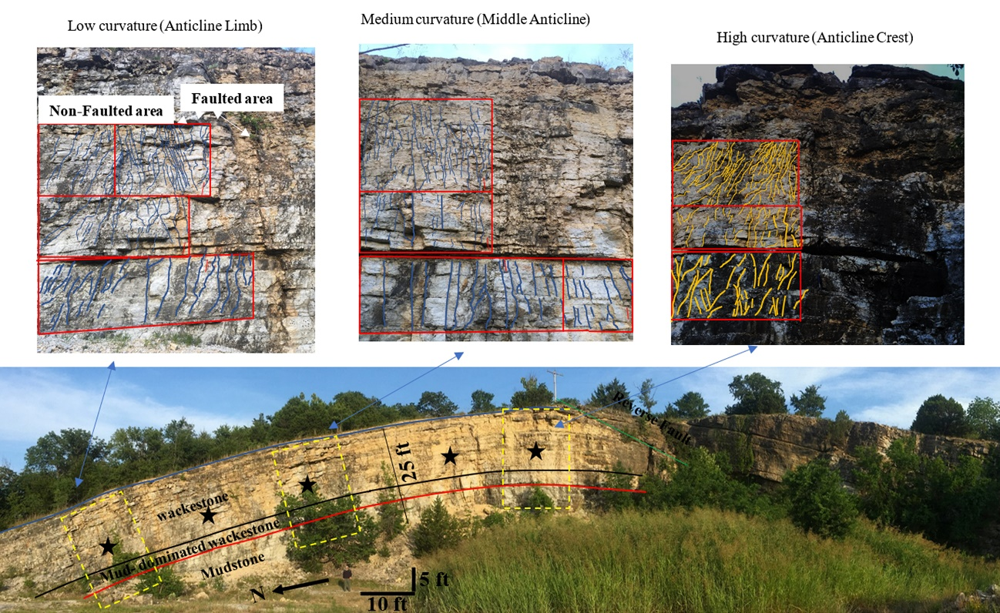 Low curvature (Anticline Limb)
Medium curvature (Middle Anticline)
High curvature (Anticline Crest)
Non-Faulted area
Faulted area
Reverse Fault
25 ft
wackestone
Mud- dominated wackestone
Mudstone
N
5 ft
10 ft